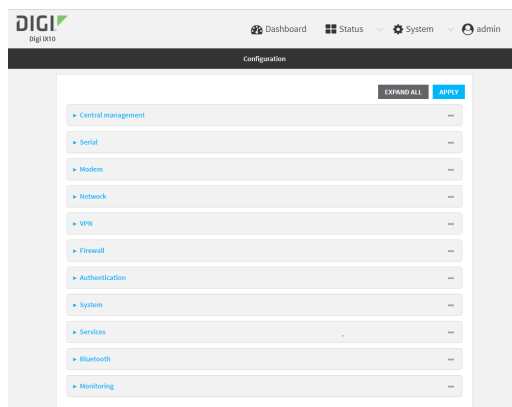 DIGI
Digi IX10
Dashboard
Status
System
admin
Configuration
EXPAND ALL
APPLY
Central management
Serial
Modem
Network
VPN
Firewall
Authentication
System
Services
Bluetooth
Monitoring